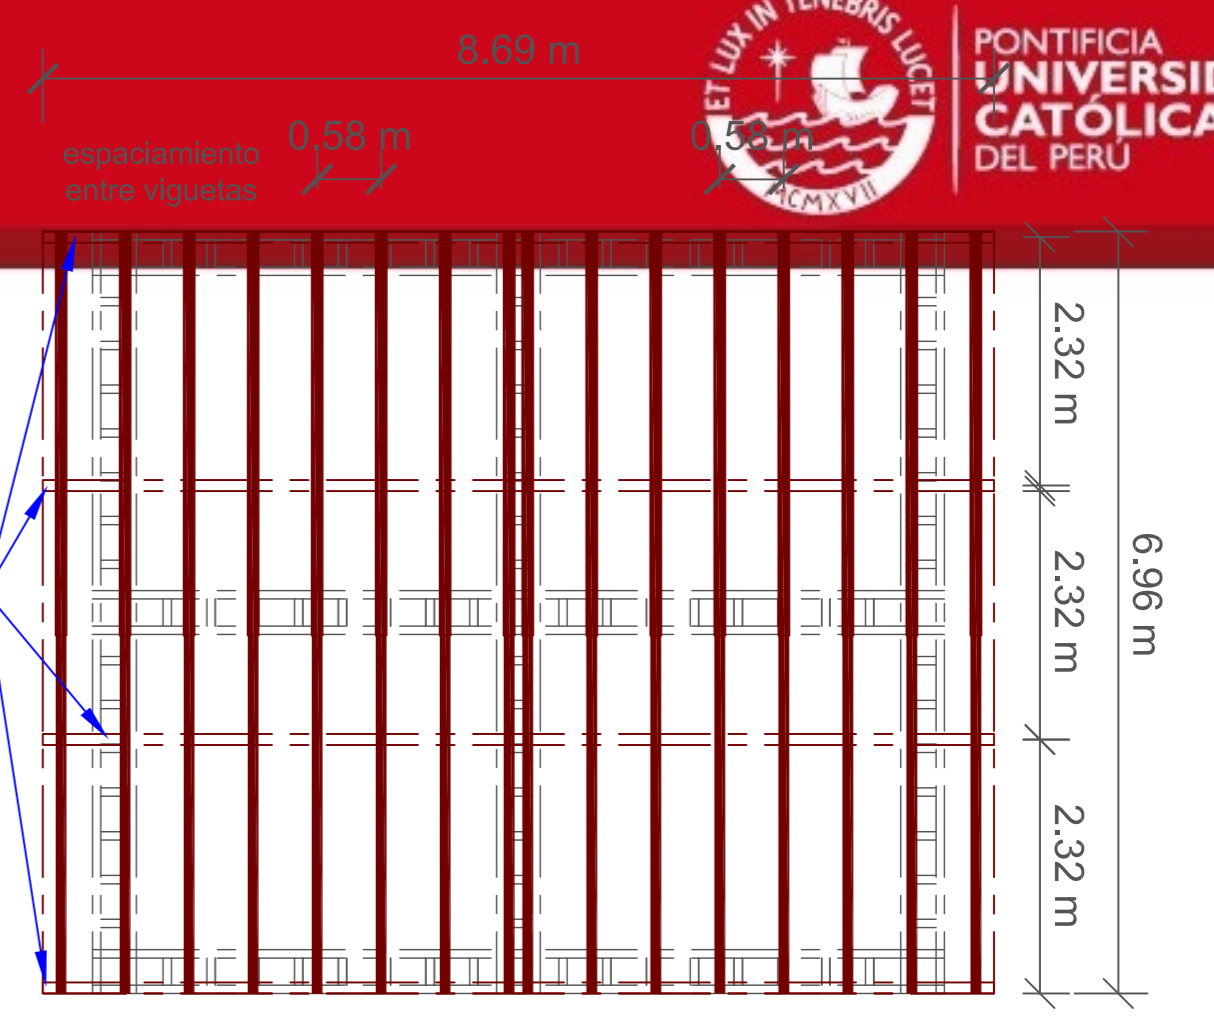 ET LUX IN TENEBRIS LUCET
MCMXVII
PONTIFICIA
UNIVERSID
CATÓLICA
DEL PERÚ
8.69 m
espaciamiento
entre viguetas
0.58 m
0.58 m
2.32 m
2.32 m
2.32 m
6.96 m